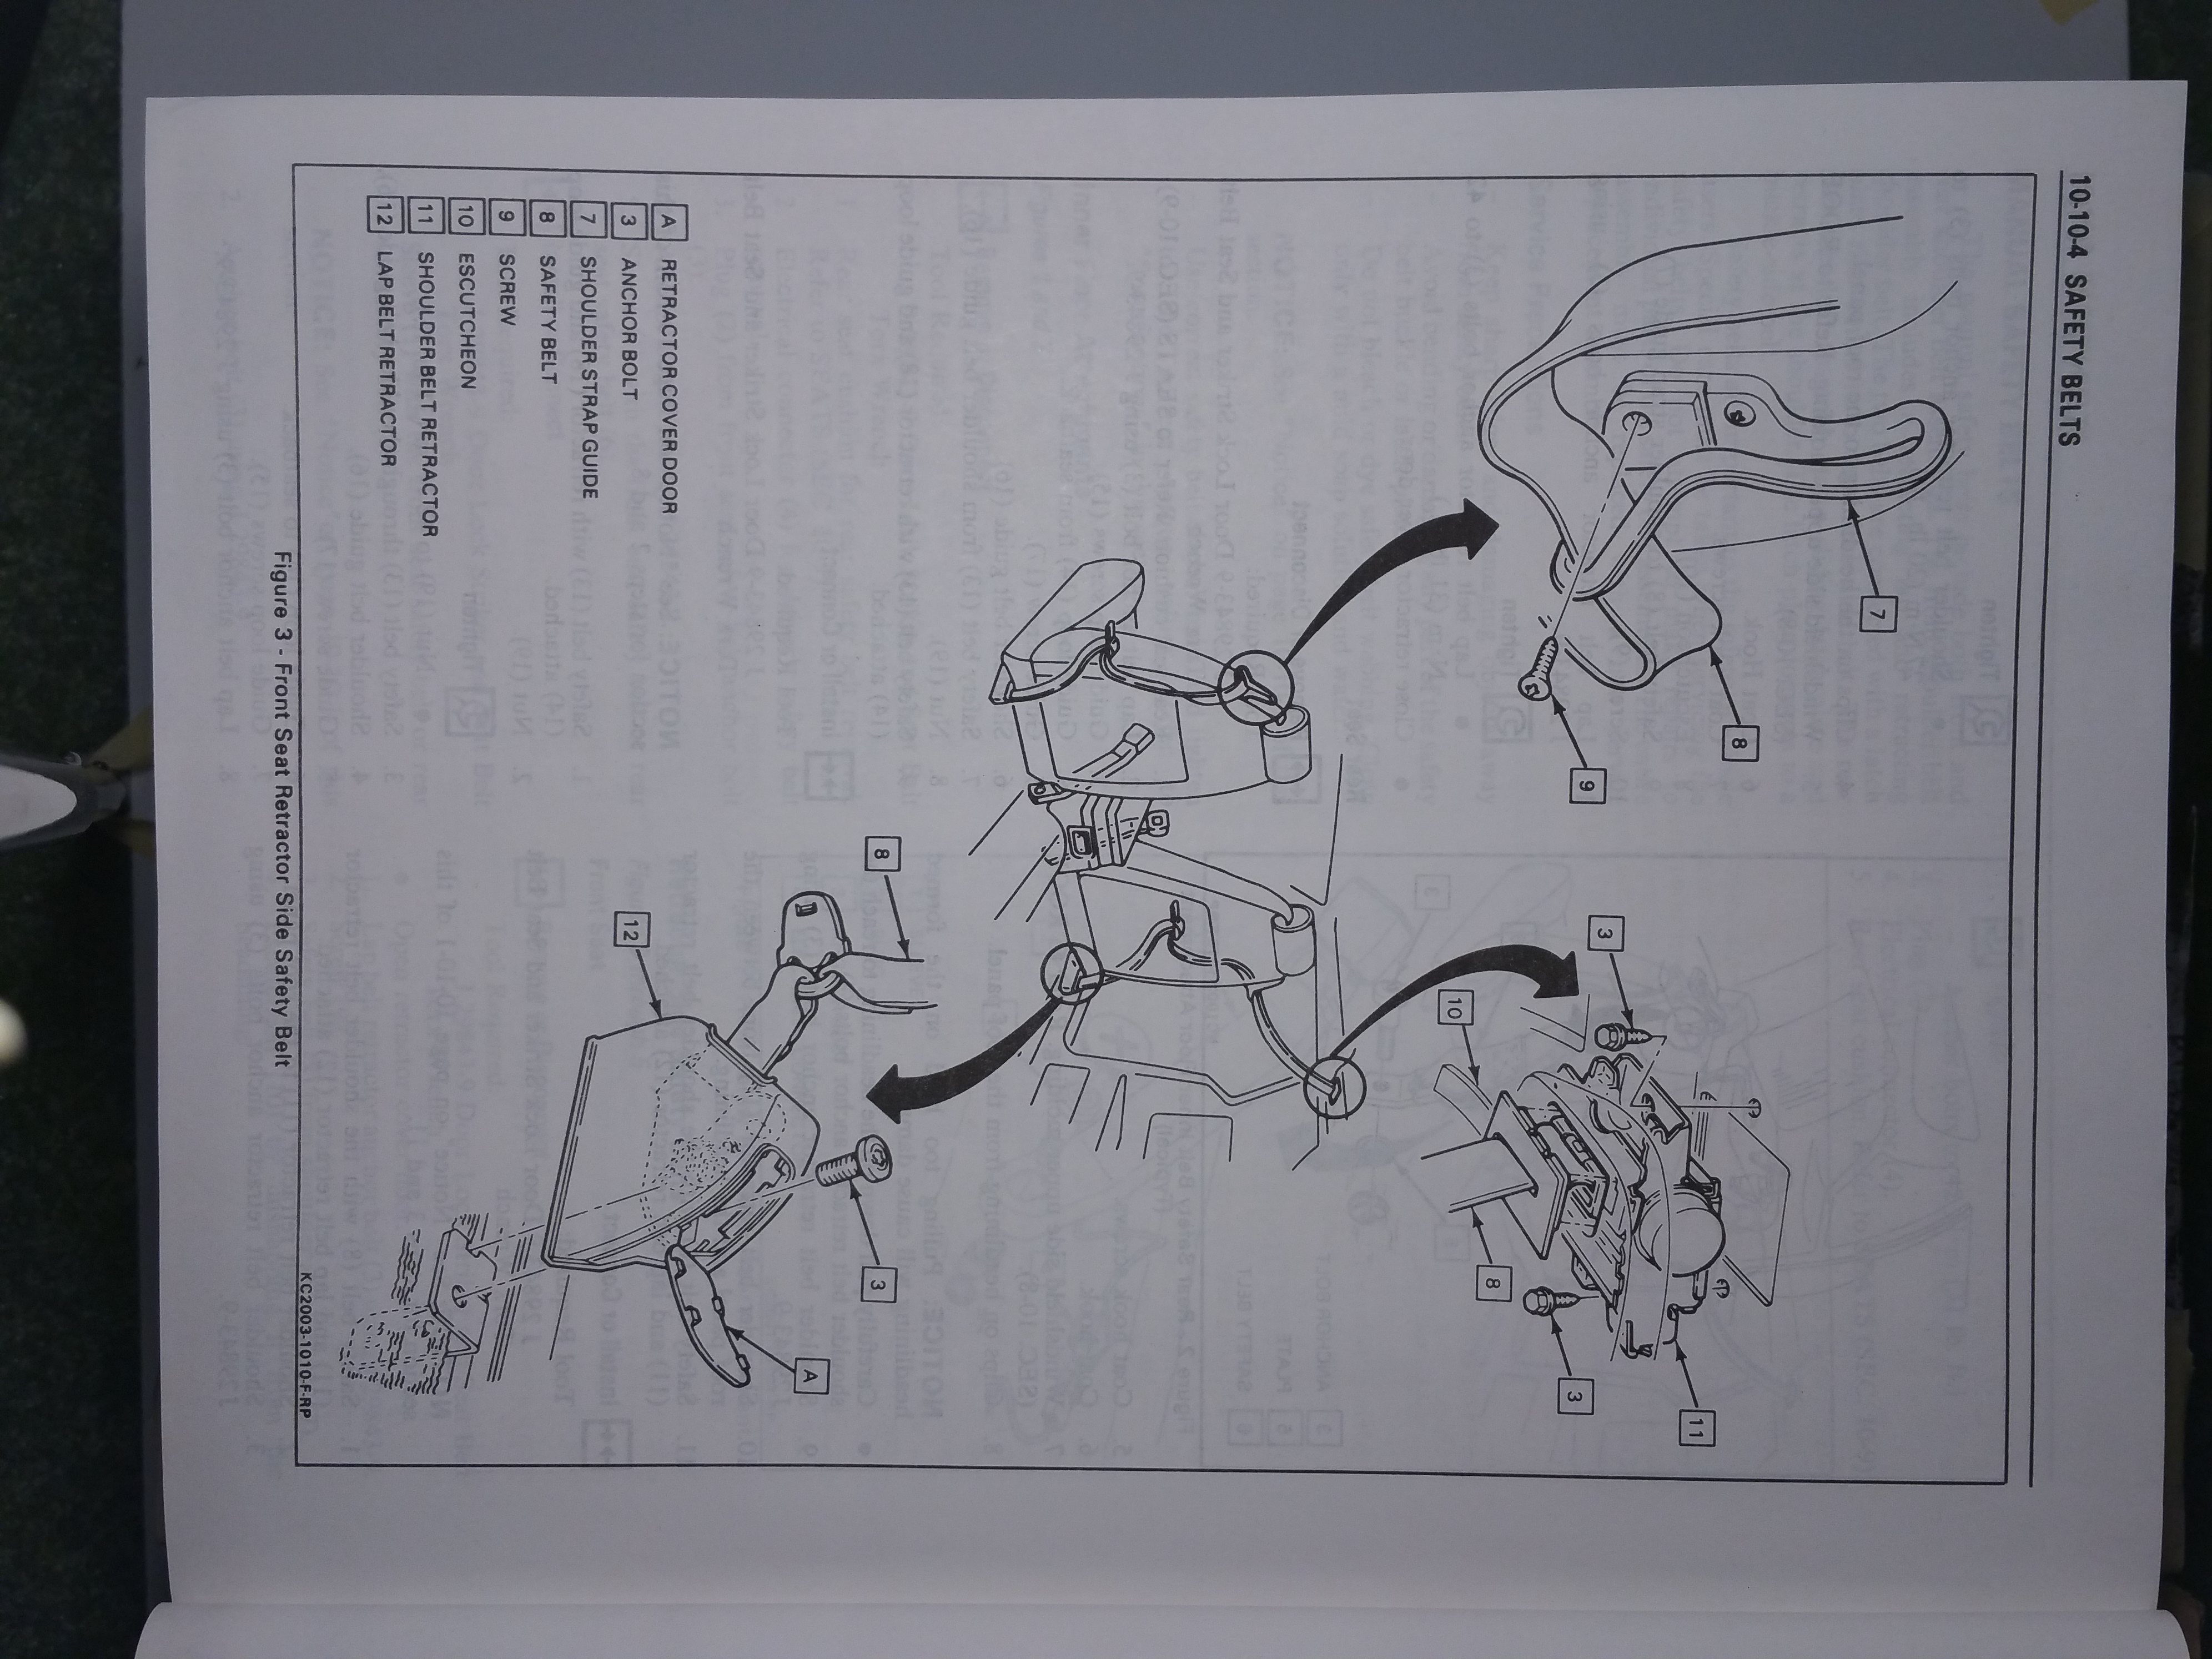 10-10-4 SAFETY BELTS
7
8
9
3
10
8
3
11
8
12
3
A
A RETRACTOR COVER DOOR
3 ANCHOR BOLT
7 SHOULDER STRAP GUIDE
8 SAFETY BELT
9 SCREW
10 ESCUTCHEON
11 SHOULDER BELT RETRACTOR
12 LAP BELT RETRACTOR
KC2003-1010-F-RP
Figure 3 - Front Seat Retractor Side Safety Belt